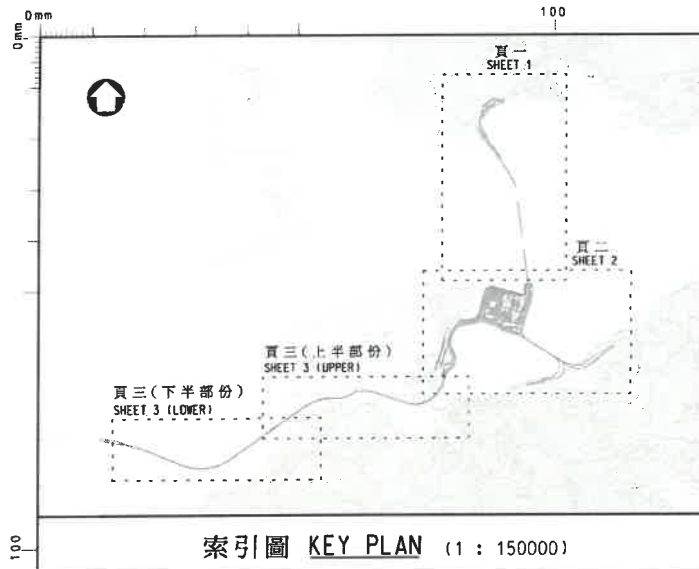 0mm
100
0mm
頁一
SHEET 1
頁二
SHEET 2
頁三(上半部份)
SHEET 3 (UPPER)
頁三(下半部份)
SHEET 3 (LOWER)
100
索引圖 KEY PLAN (1 : 150000)